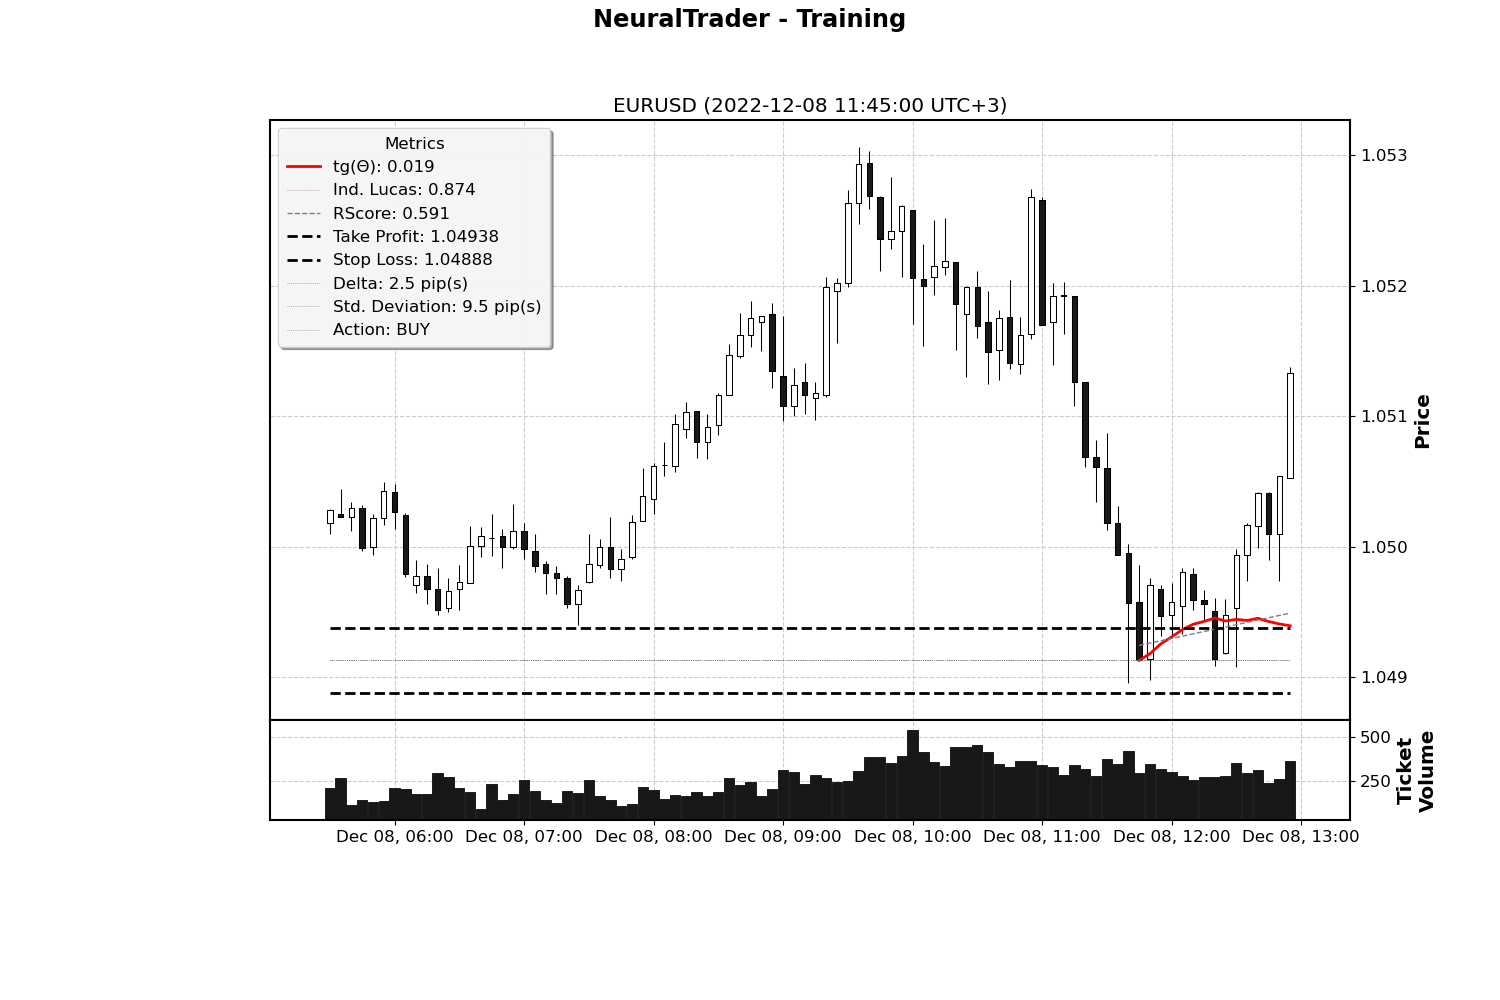 NeuralTrader - Training
EURUSD (2022-12-08 11:45:00 UTC+3)
Metrics
tg(Θ): 0.019
Ind. Lucas: 0.874
RScore: 0.591
Take Profit: 1.04938
Stop Loss: 1.04888
Delta: 2.5 pip(s)
Std. Deviation: 9.5 pip(s)
Action: BUY
1.053
1.052
1.051
1.050
1.049
Price
500
250
Ticket
Volume
Dec 08, 06:00
Dec 08, 07:00
Dec 08, 08:00
Dec 08, 09:00
Dec 08, 10:00
Dec 08, 11:00
Dec 08, 12:00
Dec 08, 13:00